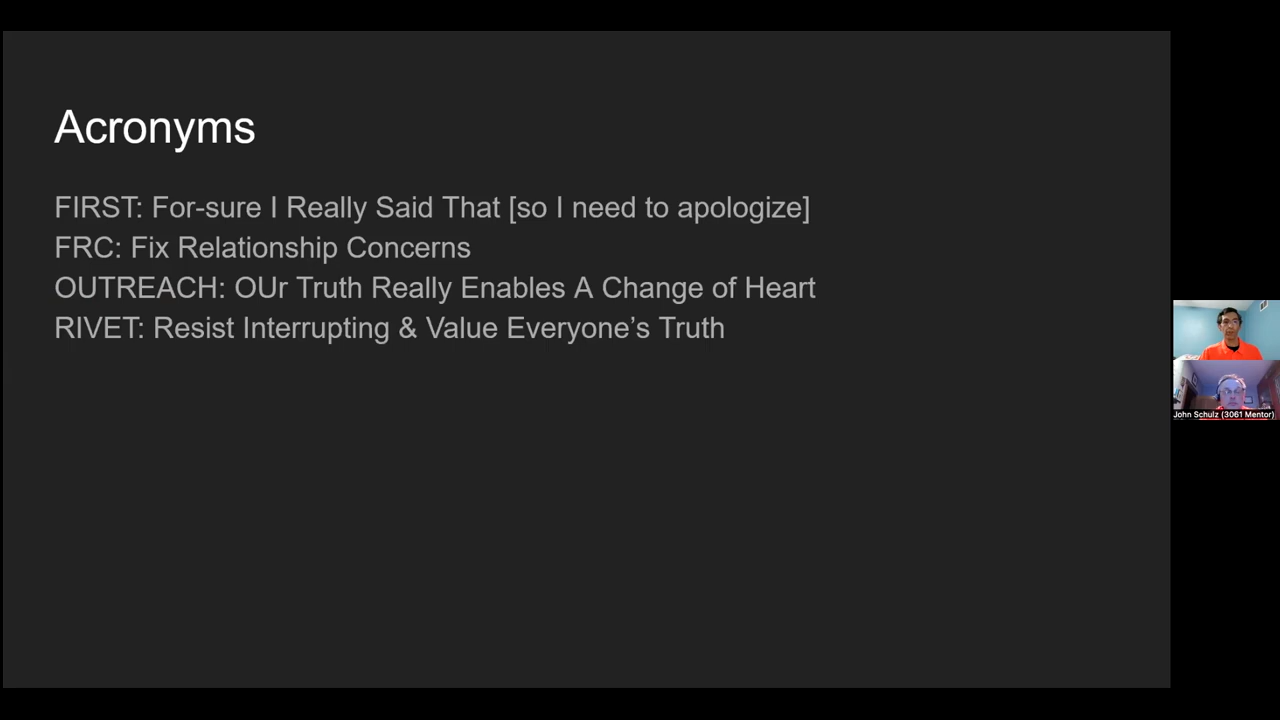 Acronyms
FIRST: For-sure I Really Said That [so I need to apologize]
FRC: Fix Relationship Concerns
OUTREACH: OUr Truth Really Enables A Change of Heart
RIVET: Resist Interrupting & Value Everyone’s Truth
John Schulz (3061 Mentor)